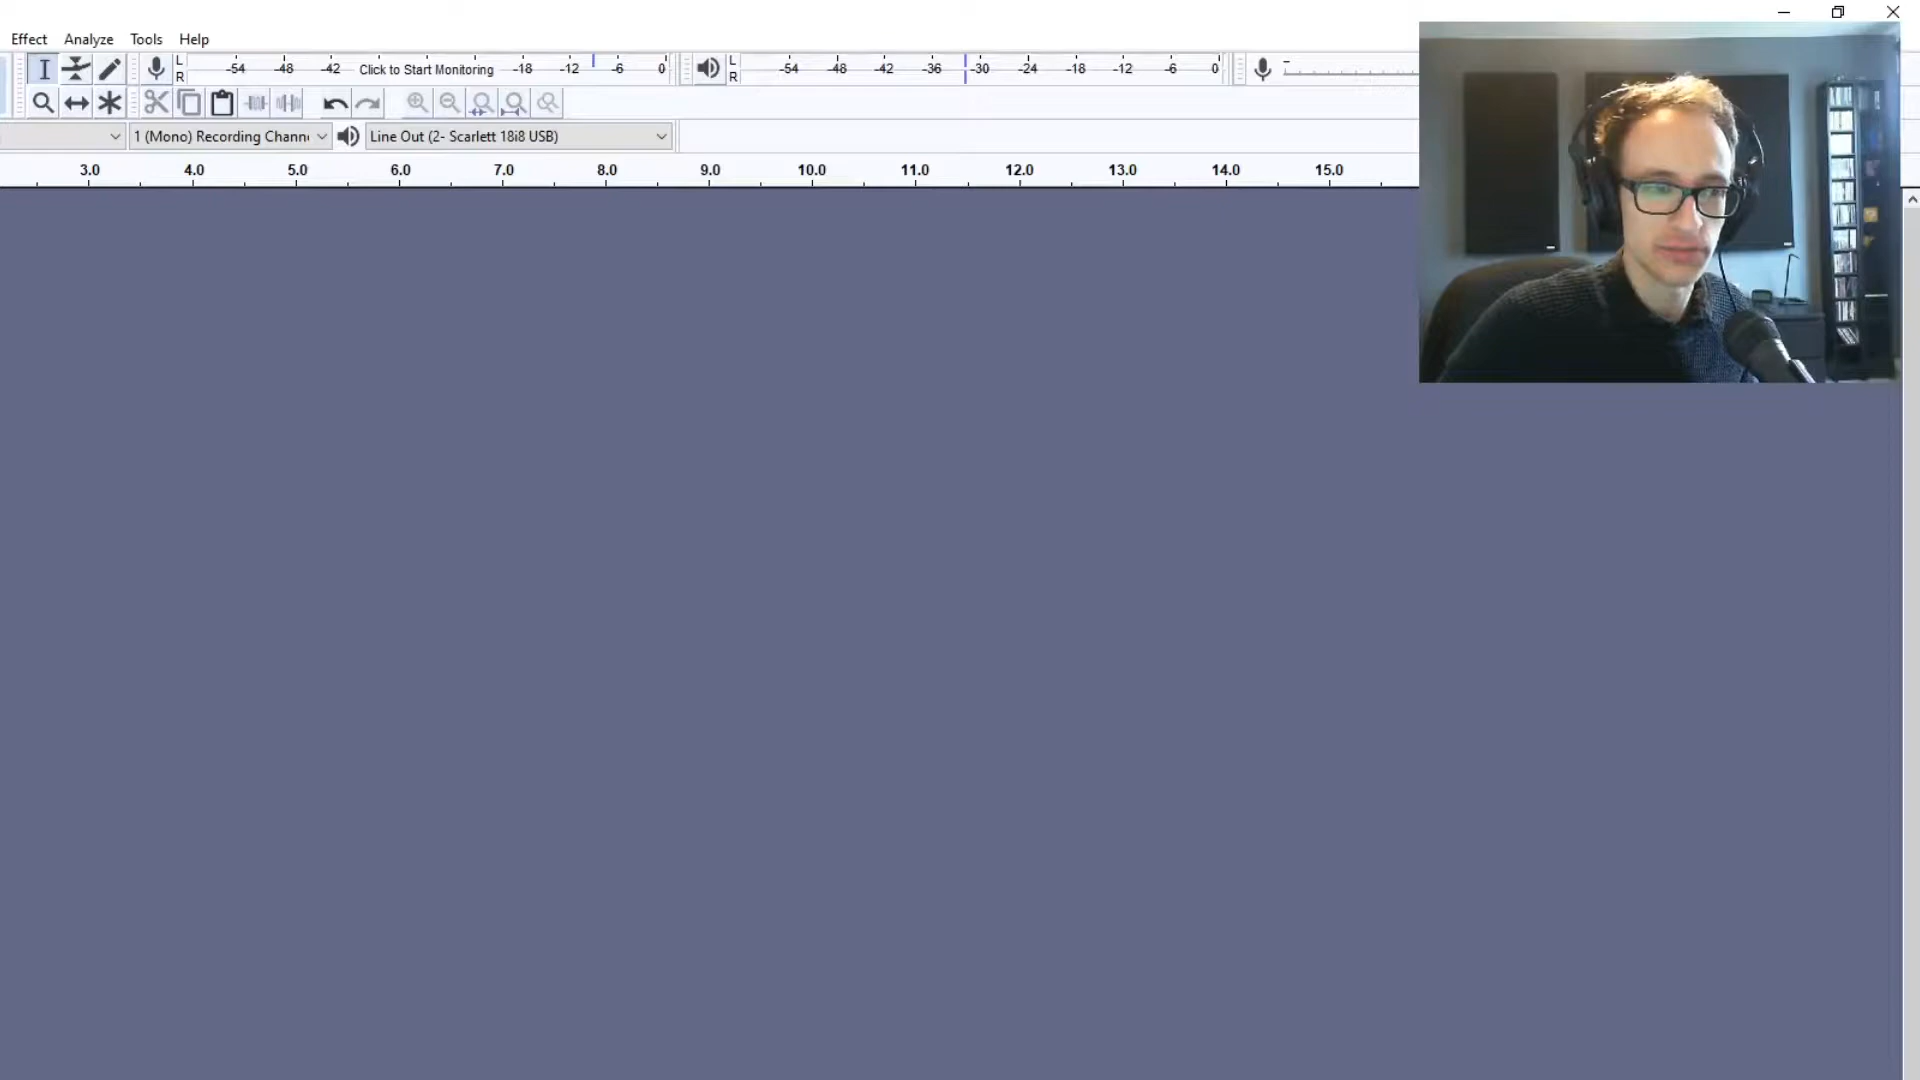 Effect Analyze Tools Help
L
R
-54 -48 -42 Click to Start Monitoring -18 -12 -6 0
L
R
-54 -48 -42 -36 -30 -24 -18 -12 -6 0
1 (Mono) Recording Chann
Line Out (2- Scarlett 18i8 USB)
3.0 4.0 5.0 6.0 7.0 8.0 9.0 10.0 11.0 12.0 13.0 14.0 15.0